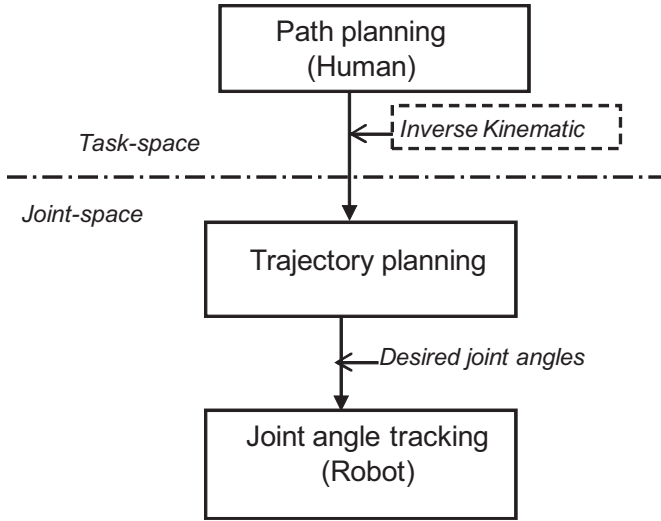 Path planning
(Human)
Inverse Kinematic
Task-space
Joint-space
Trajectory planning
Desired joint angles
Joint angle tracking
(Robot)